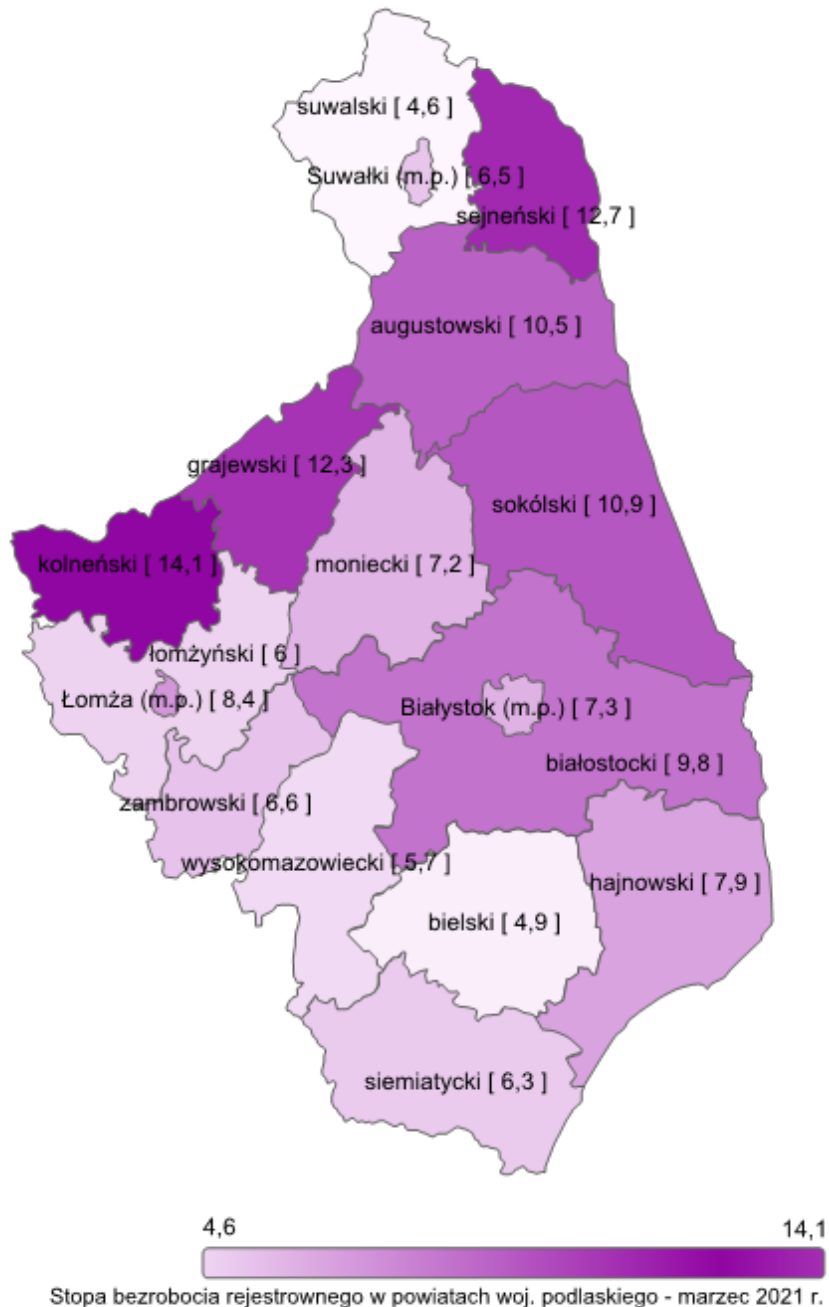 suwalski [ 4,6 ]
Suwałki (m.p.) [ 6,5 ]
sejneński [ 12,7 ]
augustowski [ 10,5 ]
grajewski [ 12,3 ]
sokólski [ 10,9 ]
kolneński [ 14,1 ]
moniecki [ 7,2 ]
łomżyński [ 6 ]
Łomża (m.p.) [ 8,4 ]
Białystok (m.p.) [ 7,3 ]
białostocki [ 9,8 ]
zambrowski [ 6,6 ]
wysokomazowiecki [ 5,7 ]
hajnowski [ 7,9 ]
bielski [ 4,9 ]
siemiatycki [ 6,3 ]
4,6
14,1
Stopa bezrobocia rejestrownego w powiatach woj. podlaskiego - marzec 2021 r.